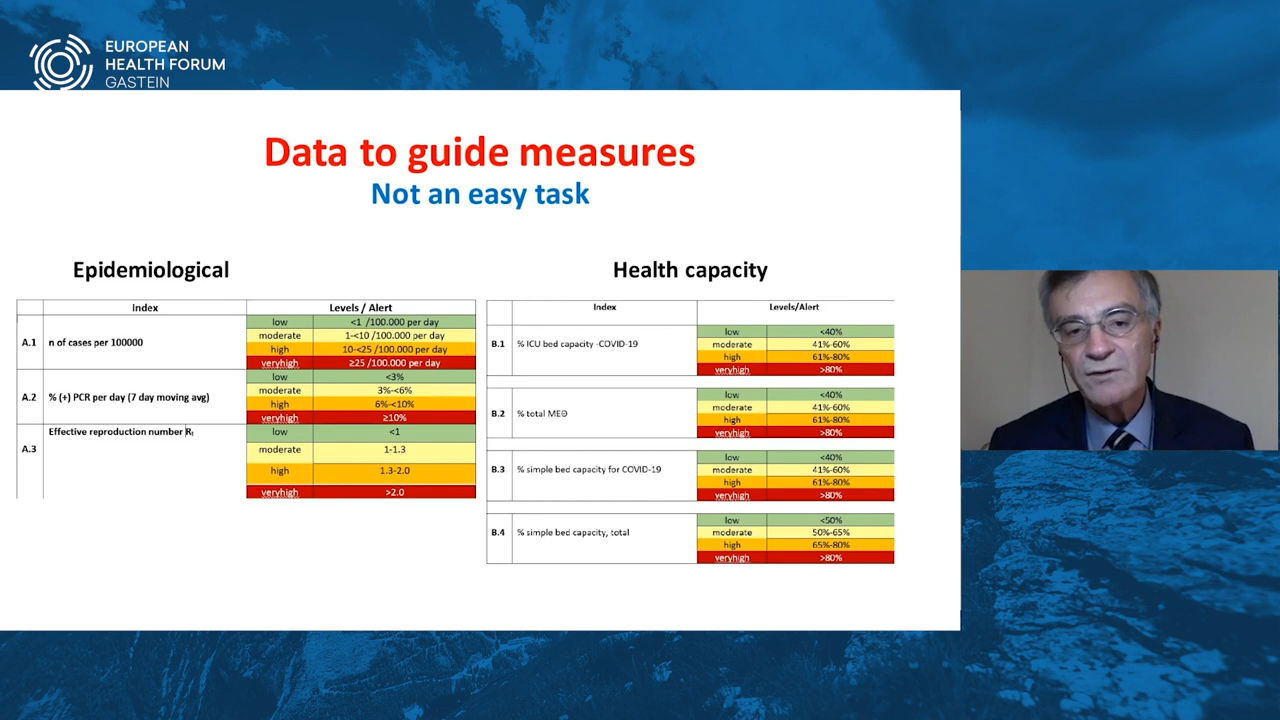 EUROPEAN
HEALTH FORUM
GASTEIN
Data to guide measures
Not an easy task
Epidemiological
Index Levels / Alert
A.1 n of cases per 100000
low <1 /100.000 per day
moderate 1-<10 /100.000 per day
high 10-<25 /100.000 per day
veryhigh ≥25 /100.000 per day
A.2 % (+) PCR per day (7 day moving avg)
low <3%
moderate 3%-<6%
high 6%-<10%
veryhigh ≥10%
A.3 Effective reproduction number Rt
low <1
moderate 1-1.3
high 1.3-2.0
veryhigh >2.0
Health capacity
Index Levels/Alert
B.1 % ICU bed capacity -COVID-19
low <40%
moderate 41%-60%
high 61%-80%
veryhigh >80%
B.2 % total ΜΕΘ
low <40%
moderate 41%-60%
high 61%-80%
veryhigh >80%
B.3 % simple bed capacity for COVID-19
low <40%
moderate 41%-60%
high 61%-80%
veryhigh >80%
B.4 % simple bed capacity, total
low <50%
moderate 50%-65%
high 65%-80%
veryhigh >80%